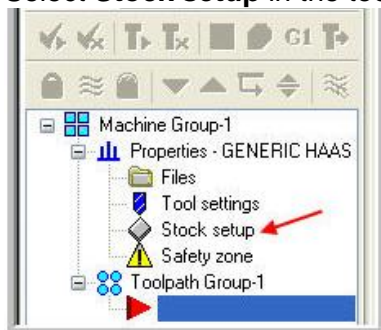 Select Stock setup in the
G1
Machine Group-1
Properties - GENERIC HAAS
Files
Tool settings
Stock setup
Safety zone
Toolpath Group-1